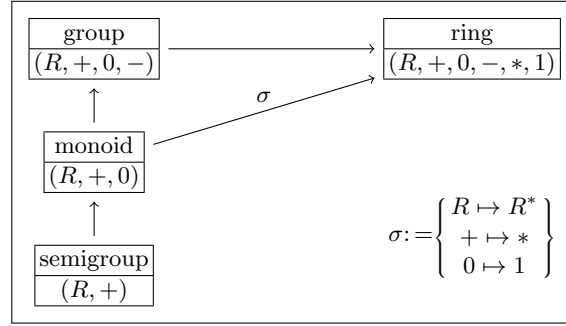 group
(R, +, 0, −)
ring
(R, +, 0, −, ∗, 1)
σ
monoid
(R, +, 0)
semigroup
(R, +)
σ: = { R ↦ R*
+ ↦ ∗
0 ↦ 1 }